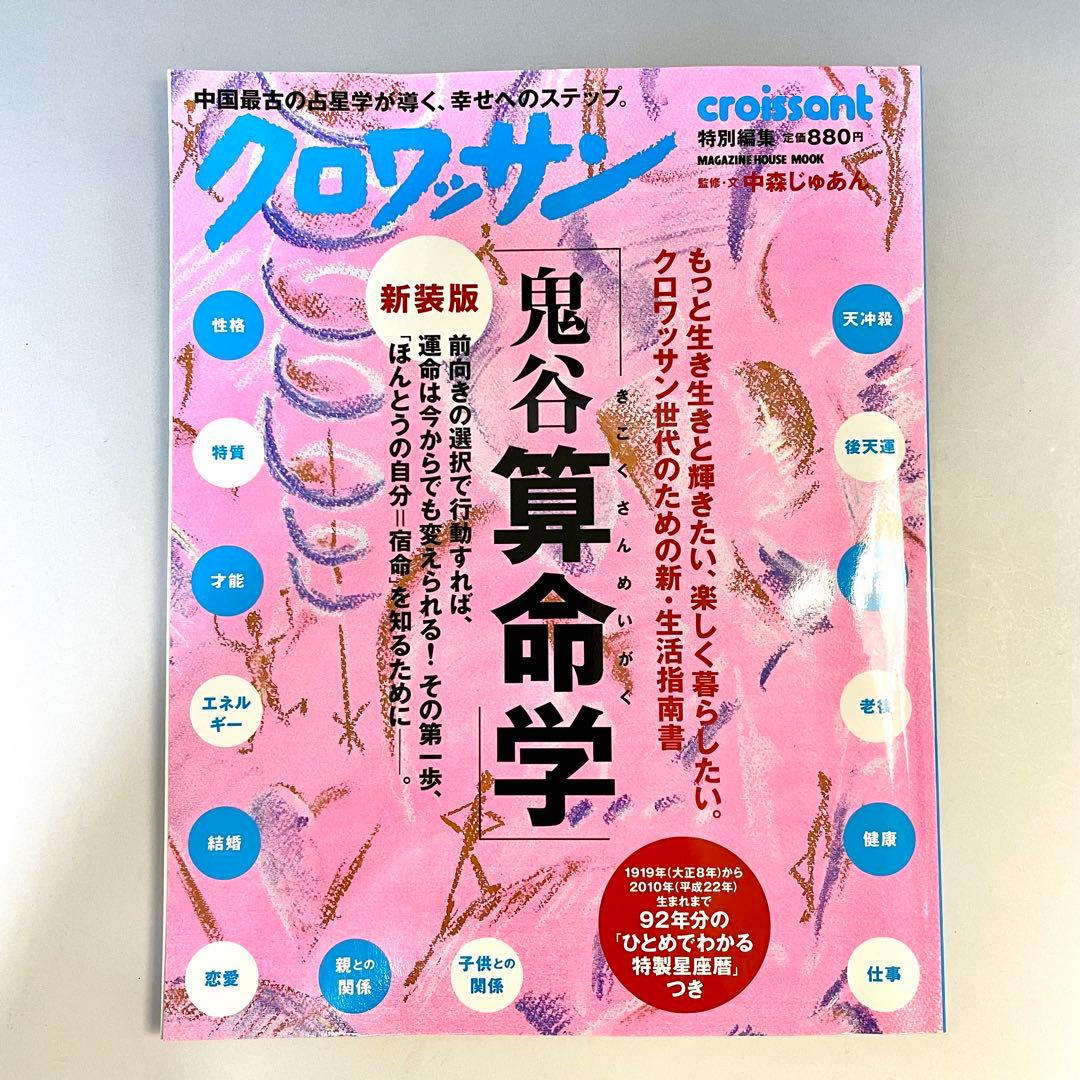 中国最古の占星学が導く、幸せへのステップ。
クロワッサン
croissant
特別編集 定価880円
MAGAZINE HOUSE MOOK
監修・文 中森じゅあん
もっと生き生きと輝きたい、楽しく暮らしたい。
クロワッサン世代のための新・生活指南書
「鬼谷算命学」
きこくさんめいがく
新装版
前向きの選択で行動すれば、
運命は今からでも変えられる!その第一歩、
「ほんとうの自分=宿命」を知るために――。
性格
特質
才能
エネル
ギー
結婚
恋愛
親との
関係
子供との
関係
天冲殺
後天運
老後
健康
仕事
1919年(大正8年)から
2010年(平成22年)
生まれまで
92年分の
「ひとめでわかる
特製星座暦」
つき